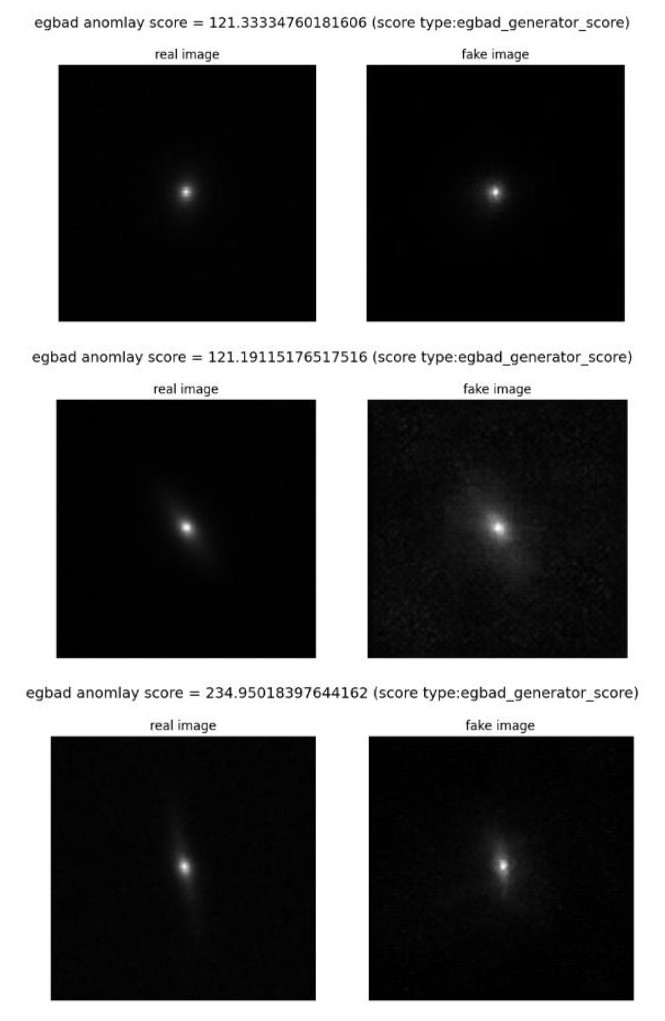 egbad anomlay score = 121.33334760181606 (score type:egbad_generator_score)
real image
fake image
egbad anomlay score = 121.19115176517516 (score type:egbad_generator_score)
real image
fake image
egbad anomlay score = 234.95018397644162 (score type:egbad_generator_score)
real image
fake image